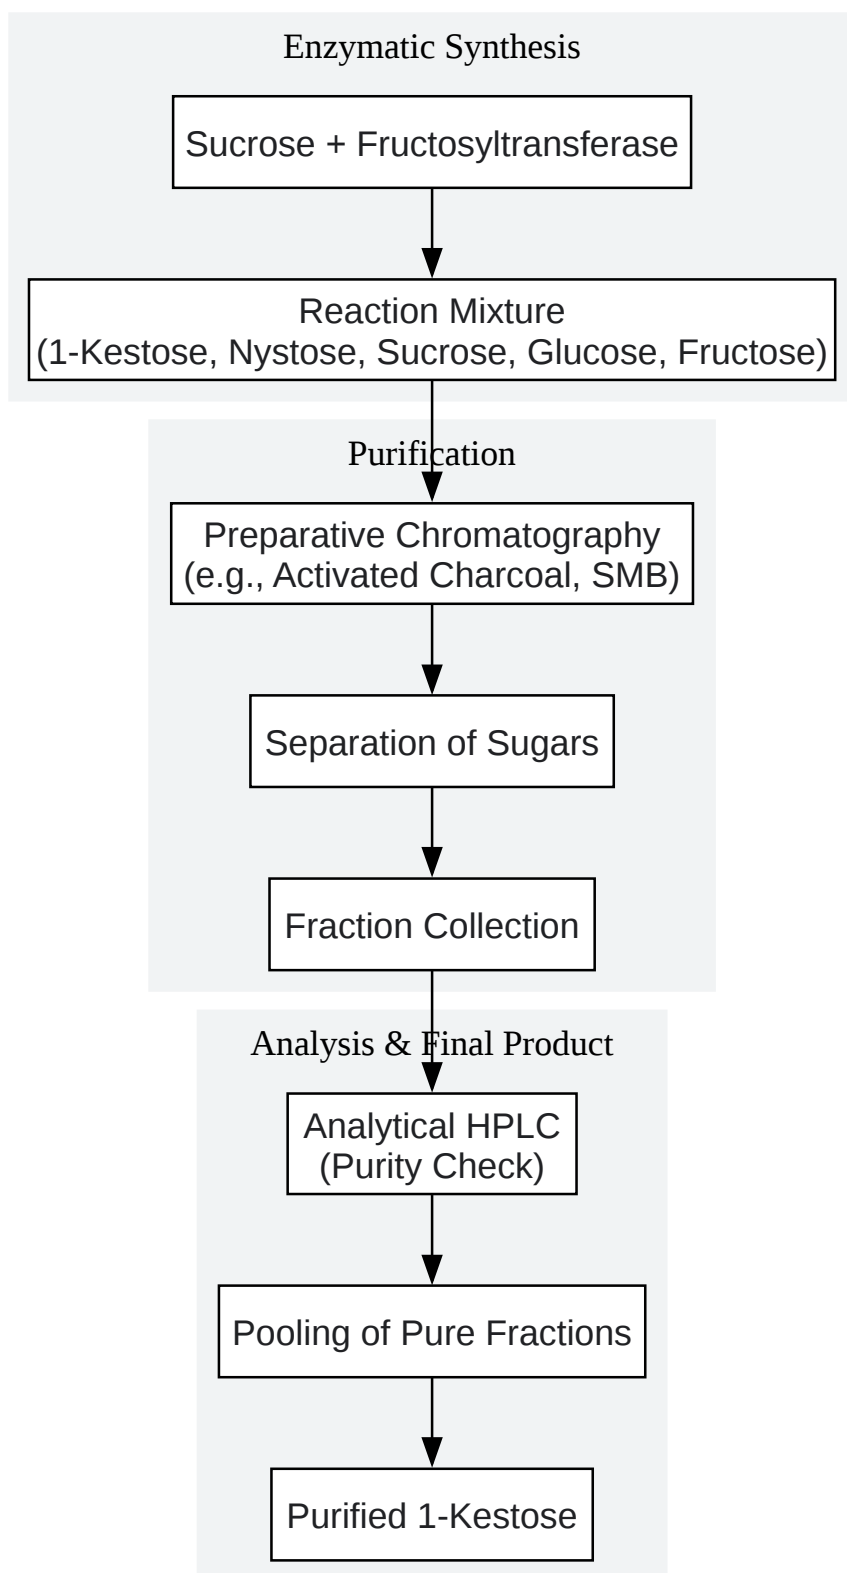 Enzymatic Synthesis
Sucrose + Fructosyltransferase
Reaction Mixture
(1-Kestose, Nystose, Sucrose, Glucose, Fructose)
Purification
Preparative Chromatography
(e.g., Activated Charcoal, SMB)
Separation of Sugars
Fraction Collection
Analysis & Final Product
Analytical HPLC
(Purity Check)
Pooling of Pure Fractions
Purified 1-Kestose